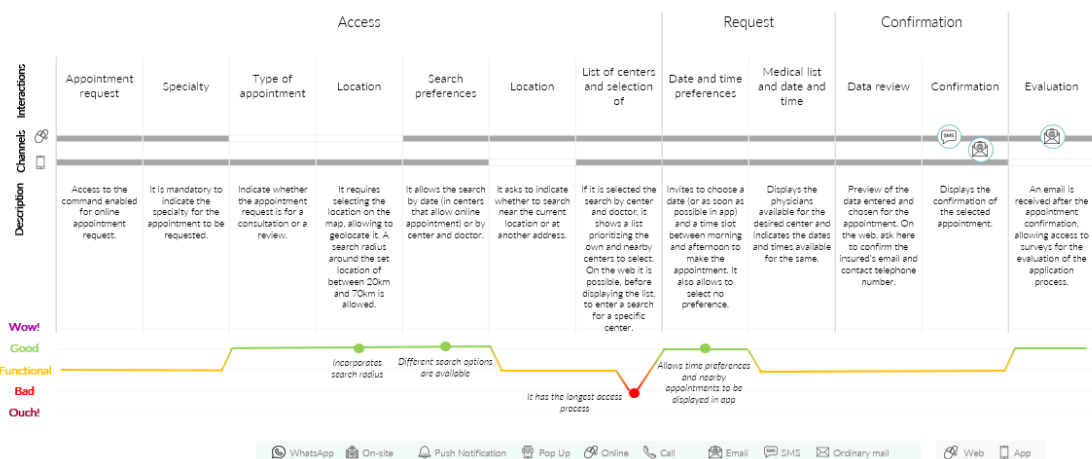 Access
Request
Confirmation
Interactions
Appointment
request
Specialty
Type of
appointment
Location
Search
preferences
Location
List of centers
and selection
of
Date and time
preferences
Medical list
and date and
time
Data review
Confirmation
Evaluation
Channels
SMS
Description
Access to the
command enabled
for online
appointment
request.
It is mandatory to
indicate the
specialty for the
appointment to be
requested.
Indicate whether
the appointment
request is for a
consultation or a
review.
It requires
selecting the
location on the
map, allowing to
geolocate it. A
search radius
around the set
location of
between 20km
and 70km is
allowed.
It allows the search
by date (in centers
that allow online
appointment) or by
center and doctor.
It asks to indicate
whether to search
near the current
location or at
another address.
If it is selected the
search by center
and doctor, it
shows a list
prioritizing the
own and nearby
centers to select.
On the web it is
possible, before
displaying the list,
to enter a search
for a specific
center.
Invites to choose a
date (or as soon as
possible in app)
and a time slot
between morning
and afternoon to
make the
appointment. It
also allows to
select no
preference.
Displays the
physicians
available for the
desired center and
indicates the dates
and times available
for the same.
Preview of the
data entered and
chosen for the
appointment. On
the web, ask here
to confirm the
insured's email and
contact telephone
number.
Displays the
confirmation of
the selected
appointment.
An email is
received after the
appointment
confirmation,
allowing access to
surveys for the
evaluation of the
application
process.
Wow!
Good
Functional
Bad
Ouch!
Incorporates
search radius
Different search options
are available
It has the longest access
process
Allows time preferences
and nearby
appointments to be
displayed in app
WhatsApp
On-site
Push Notification
Pop Up
Online
Call
Email
SMS
SMS
Ordinary mail
Web
App